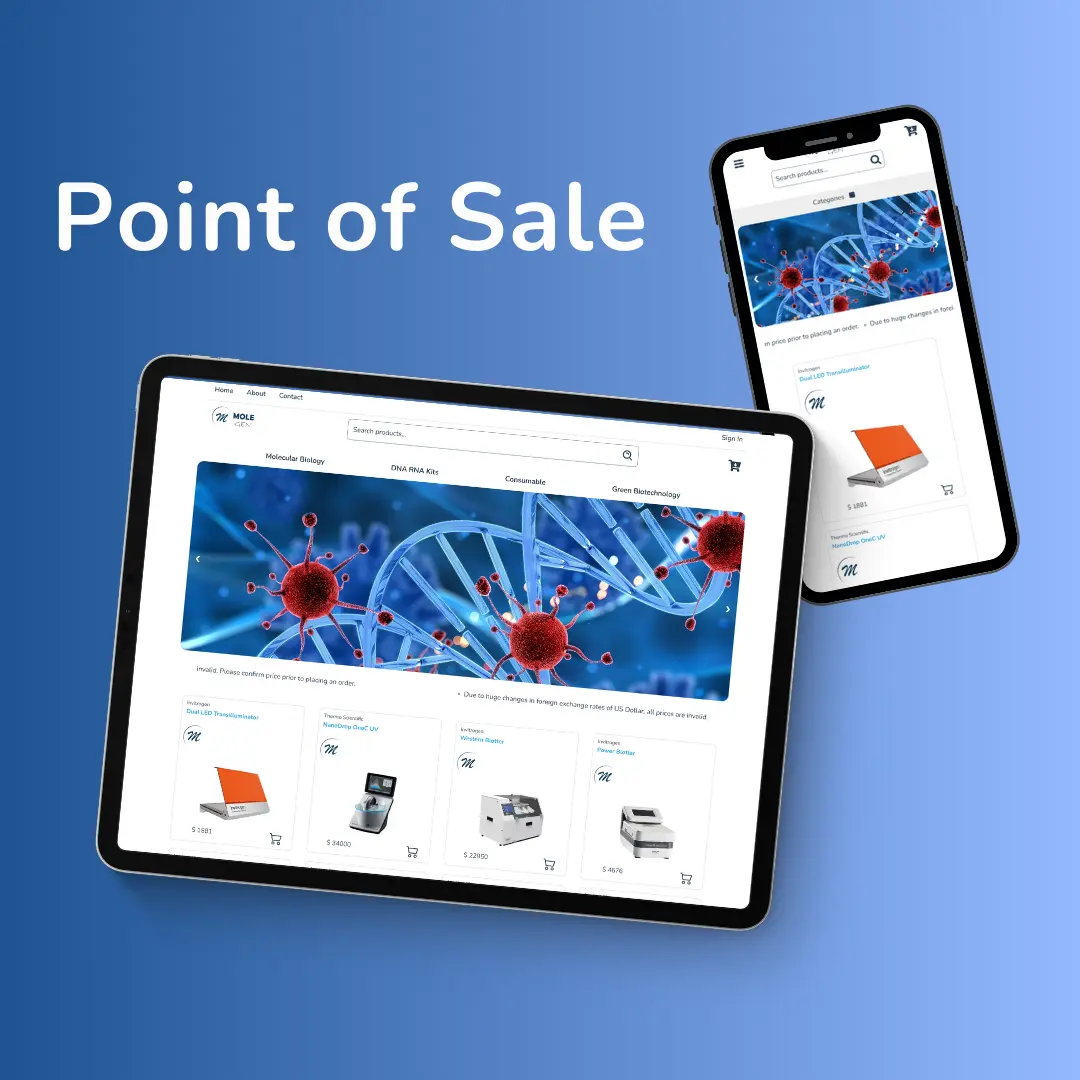 Point of Sale
Search products...
Categories
m price prior to placing an order. • Due to huge changes in forei
Invitrogen
Dual LED Transilluminator
M
$ 1881
Thermo Scientific
NanoDrop OneC UV
M
Home About Contact
M MOLE
GEN
Search products...
Sign In
Molecular Biology DNA RNA Kits Consumable Green Biotechnology
invalid. Please confirm price prior to placing an order. • Due to huge changes in foreign exchange rates of US Dollar, all prices are invalid.
Invitrogen
Dual LED Transilluminator
M
invitrogen
$ 1881
Thermo Scientific
NanoDrop OneC UV
M
$ 34000
Invitrogen
Western Blotter
M
$ 22950
Invitrogen
Power Blotter
M
$ 4676